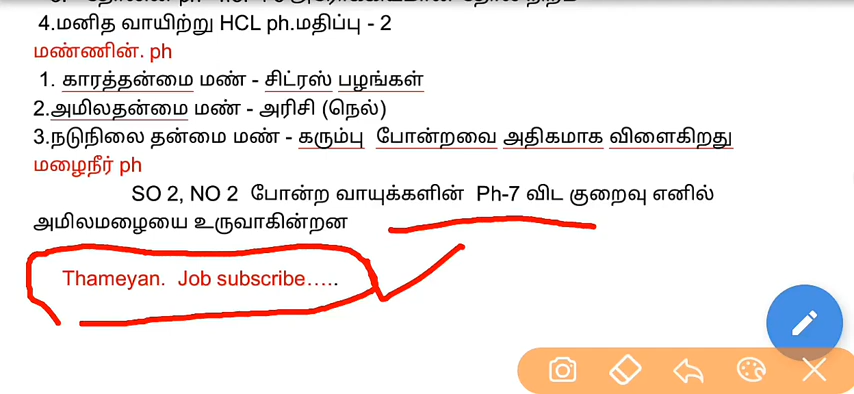 4.மனித வாயிற்று HCL ph.மதிப்பு - 2
மண்ணின். ph
1. காரத்தன்மை மண் - சிட்ரஸ் பழங்கள்
2.அமிலதன்மை மண் - அரிசி (நெல்)
3.நடுநிலை தன்மை மண் - கரும்பு போன்றவை அதிகமாக விளைகிறது
மழைநீர் ph
SO 2, NO 2 போன்ற வாயுக்களின் Ph-7 விட குறைவு எனில்
அமிலமழையை உருவாகின்றன
Thameyan. Job subscribe…..